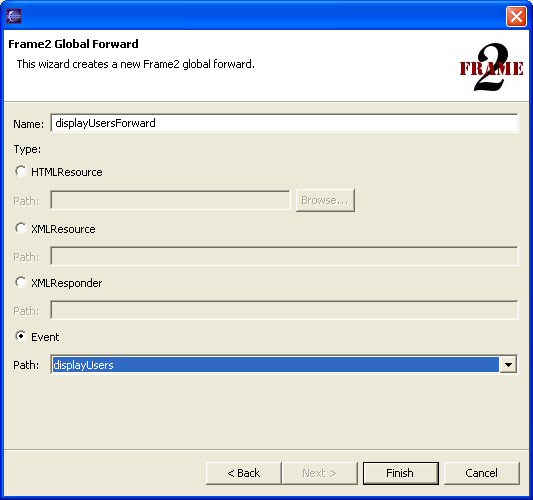 Frame2 Global Forward
This wizard creates a new Frame2 global forward.
FRAME
2
Name: displayUsersForward
Type:
HTMLResource
Path: Browse...
XMLResource
Path:
XMLResponder
Path:
Event
Path: displayUsers
< Back Next > Finish Cancel